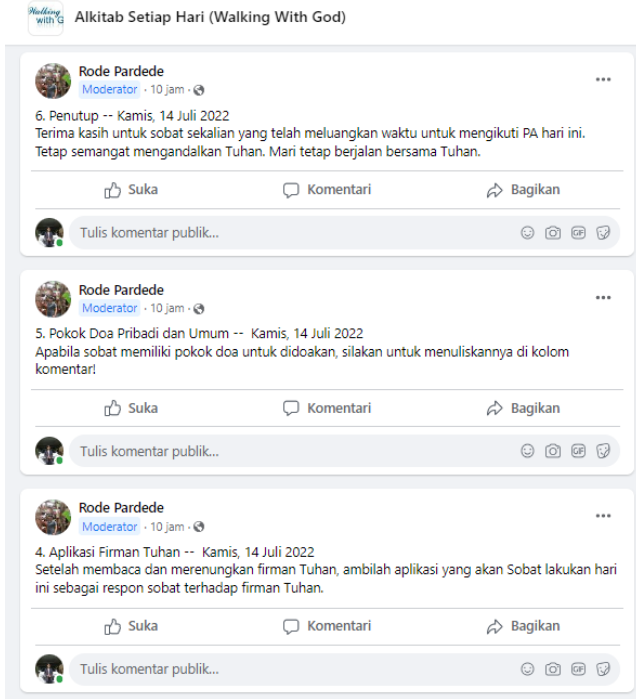 Walking
with G
Alkitab Setiap Hari (Walking With God)
Rode Pardede
Moderator · 10 jam ·
6. Penutup -- Kamis, 14 Juli 2022
Terima kasih untuk sobat sekalian yang telah meluangkan waktu untuk mengikuti PA hari ini.
Tetap semangat mengandalkan Tuhan. Mari tetap berjalan bersama Tuhan.
Suka Komentari Bagikan
Tulis komentar publik...
GIF
Rode Pardede
Moderator · 10 jam ·
5. Pokok Doa Pribadi dan Umum -- Kamis, 14 Juli 2022
Apabila sobat memiliki pokok doa untuk didoakan, silakan untuk menuliskannya di kolom
komentar!
Suka Komentari Bagikan
Tulis komentar publik...
GIF
Rode Pardede
Moderator · 10 jam ·
4. Aplikasi Firman Tuhan -- Kamis, 14 Juli 2022
Setelah membaca dan merenungkan firman Tuhan, ambilah aplikasi yang akan Sobat lakukan hari
ini sebagai respon sobat terhadap firman Tuhan.
Suka Komentari Bagikan
Tulis komentar publik...
GIF